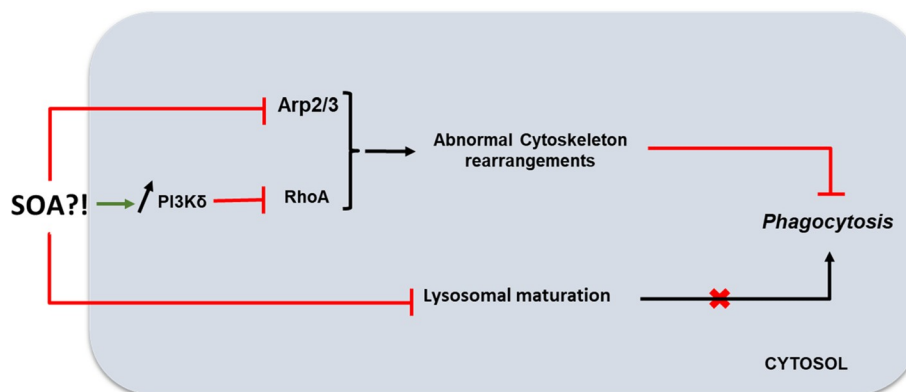 Arp2/3
Abnormal Cytoskeleton
rearrangements
SOA?!
PI3Kδ
RhoA
Phagocytosis
Lysosomal maturation
CYTOSOL